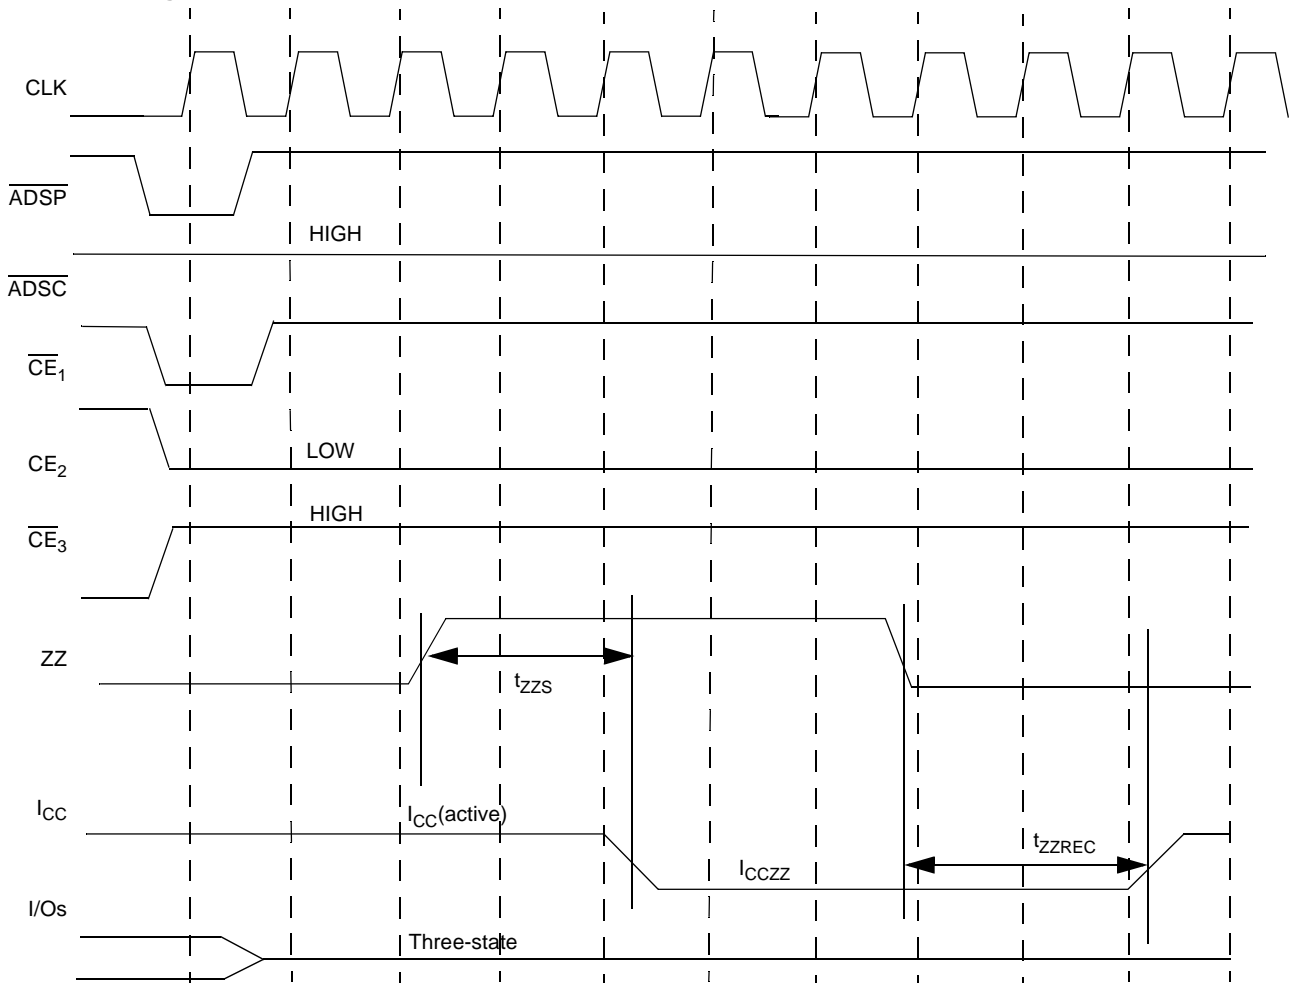 CLK
ADSP
HIGH
ADSC
CE1
LOW
CE2
HIGH
CE3
ZZ
tZZS
ICC
ICC(active)
tZZREC
ICCZZ
I/Os
Three-state